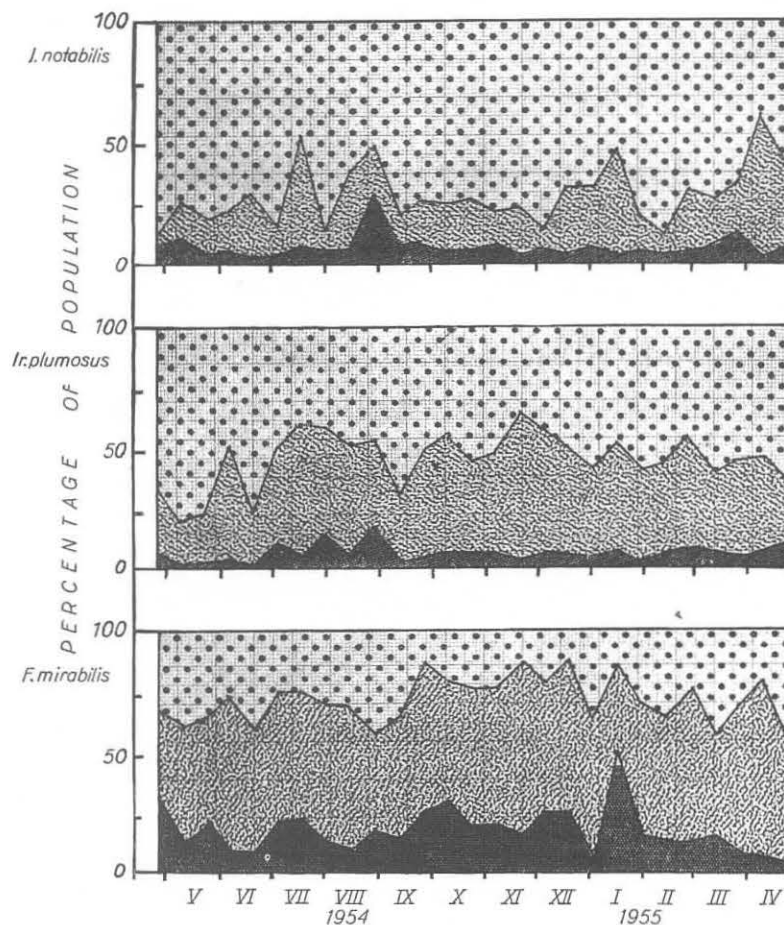 100
J. notabilis
50
0
100
Ir. plumosus
50
0
100
F. mirabilis
50
0
PERCENTAGE OF POPULATION
V VI VII VIII IX X XI XII I II III IV
1954 1955